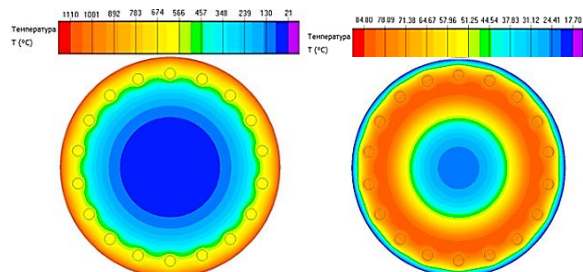 Температура 1110 1001 892 783 674 566 457 348 239 130 21
T (°C)
Температура 84.80 78.09 71.38 64.67 57.96 51.25 44.54 37.83 31.12 24.41 17.70
T (°C)